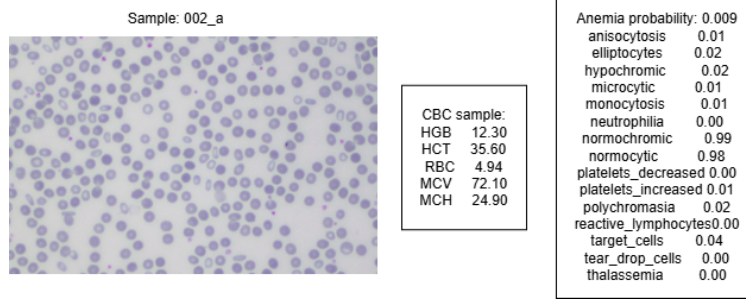 Sample: 002_a
CBC sample:
HGB 12.30
HCT 35.60
RBC 4.94
MCV 72.10
MCH 24.90
Anemia probability: 0.009
anisocytosis 0.01
elliptocytes 0.02
hypochromic 0.02
microcytic 0.01
monocytosis 0.01
neutrophilia 0.00
normochromic 0.99
normocytic 0.98
platelets_decreased 0.00
platelets_increased 0.01
polychromasia 0.02
reactive_lymphocytes0.00
target_cells 0.04
tear_drop_cells 0.00
thalassemia 0.00